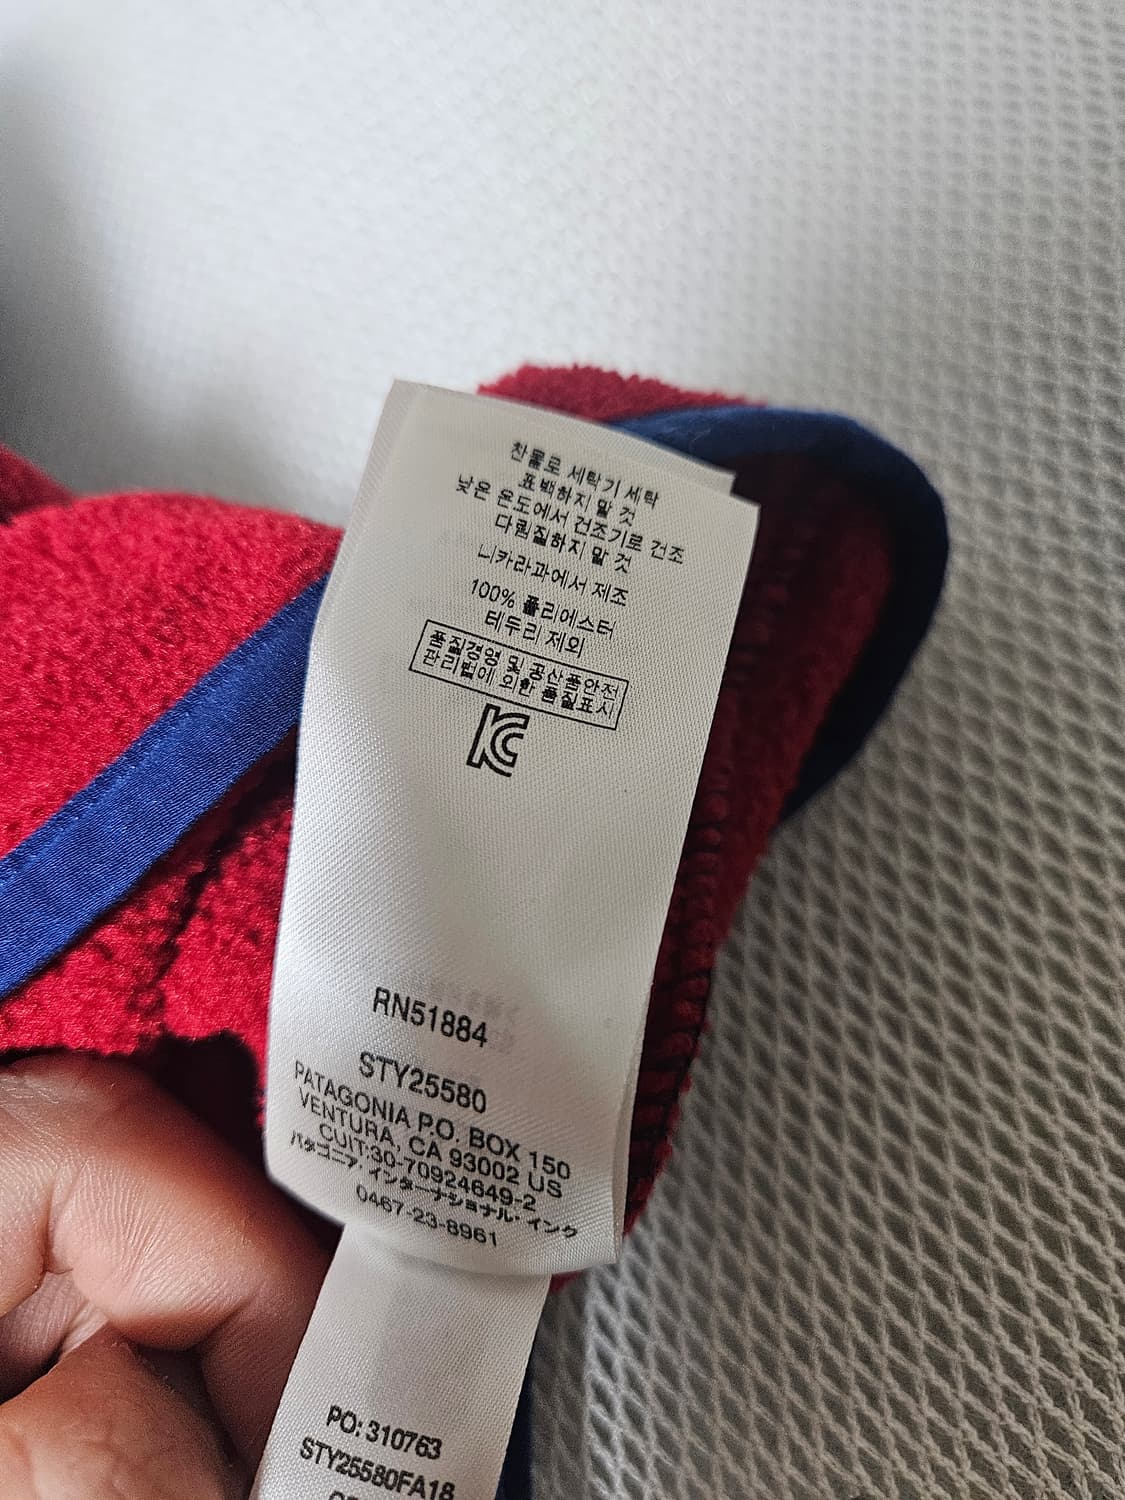 찬물로 세탁기 세탁
표백하지 말 것
낮은 온도에서 건조기로 건조
다림질하지 말 것
니카라과에서 제조
100% 폴리에스터
테두리 제외
품질경영 및 공산품안전
관리법에 의한 품질표시
KC
RN51884
STY25580
PATAGONIA P.O. BOX 150
VENTURA, CA 93002 US
CUIT:30-70924649-2
パタゴニア・インターナショナル・インク
0467-23-8961
PO: 310763
STY25580FA18